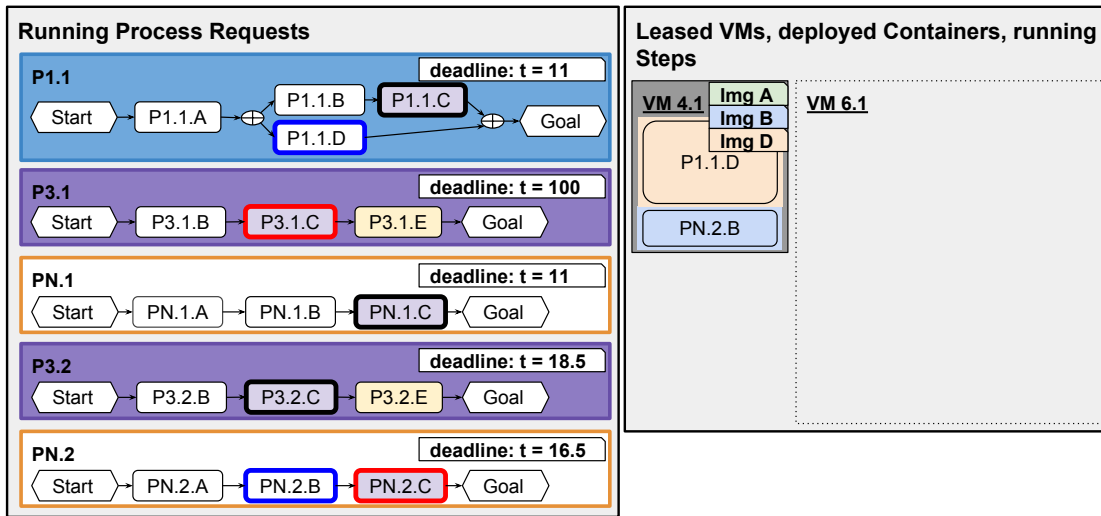 Running Process Requests
P1.1
deadline: t = 11
Start
P1.1.A
P1.1.B
P1.1.C
P1.1.D
Goal
P3.1
deadline: t = 100
Start
P3.1.B
P3.1.C
P3.1.E
Goal
PN.1
deadline: t = 11
Start
PN.1.A
PN.1.B
PN.1.C
Goal
P3.2
deadline: t = 18.5
Start
P3.2.B
P3.2.C
P3.2.E
Goal
PN.2
deadline: t = 16.5
Start
PN.2.A
PN.2.B
PN.2.C
Goal
Leased VMs, deployed Containers, running
Steps
VM 4.1
Img A
Img B
Img D
P1.1.D
PN.2.B
VM 6.1